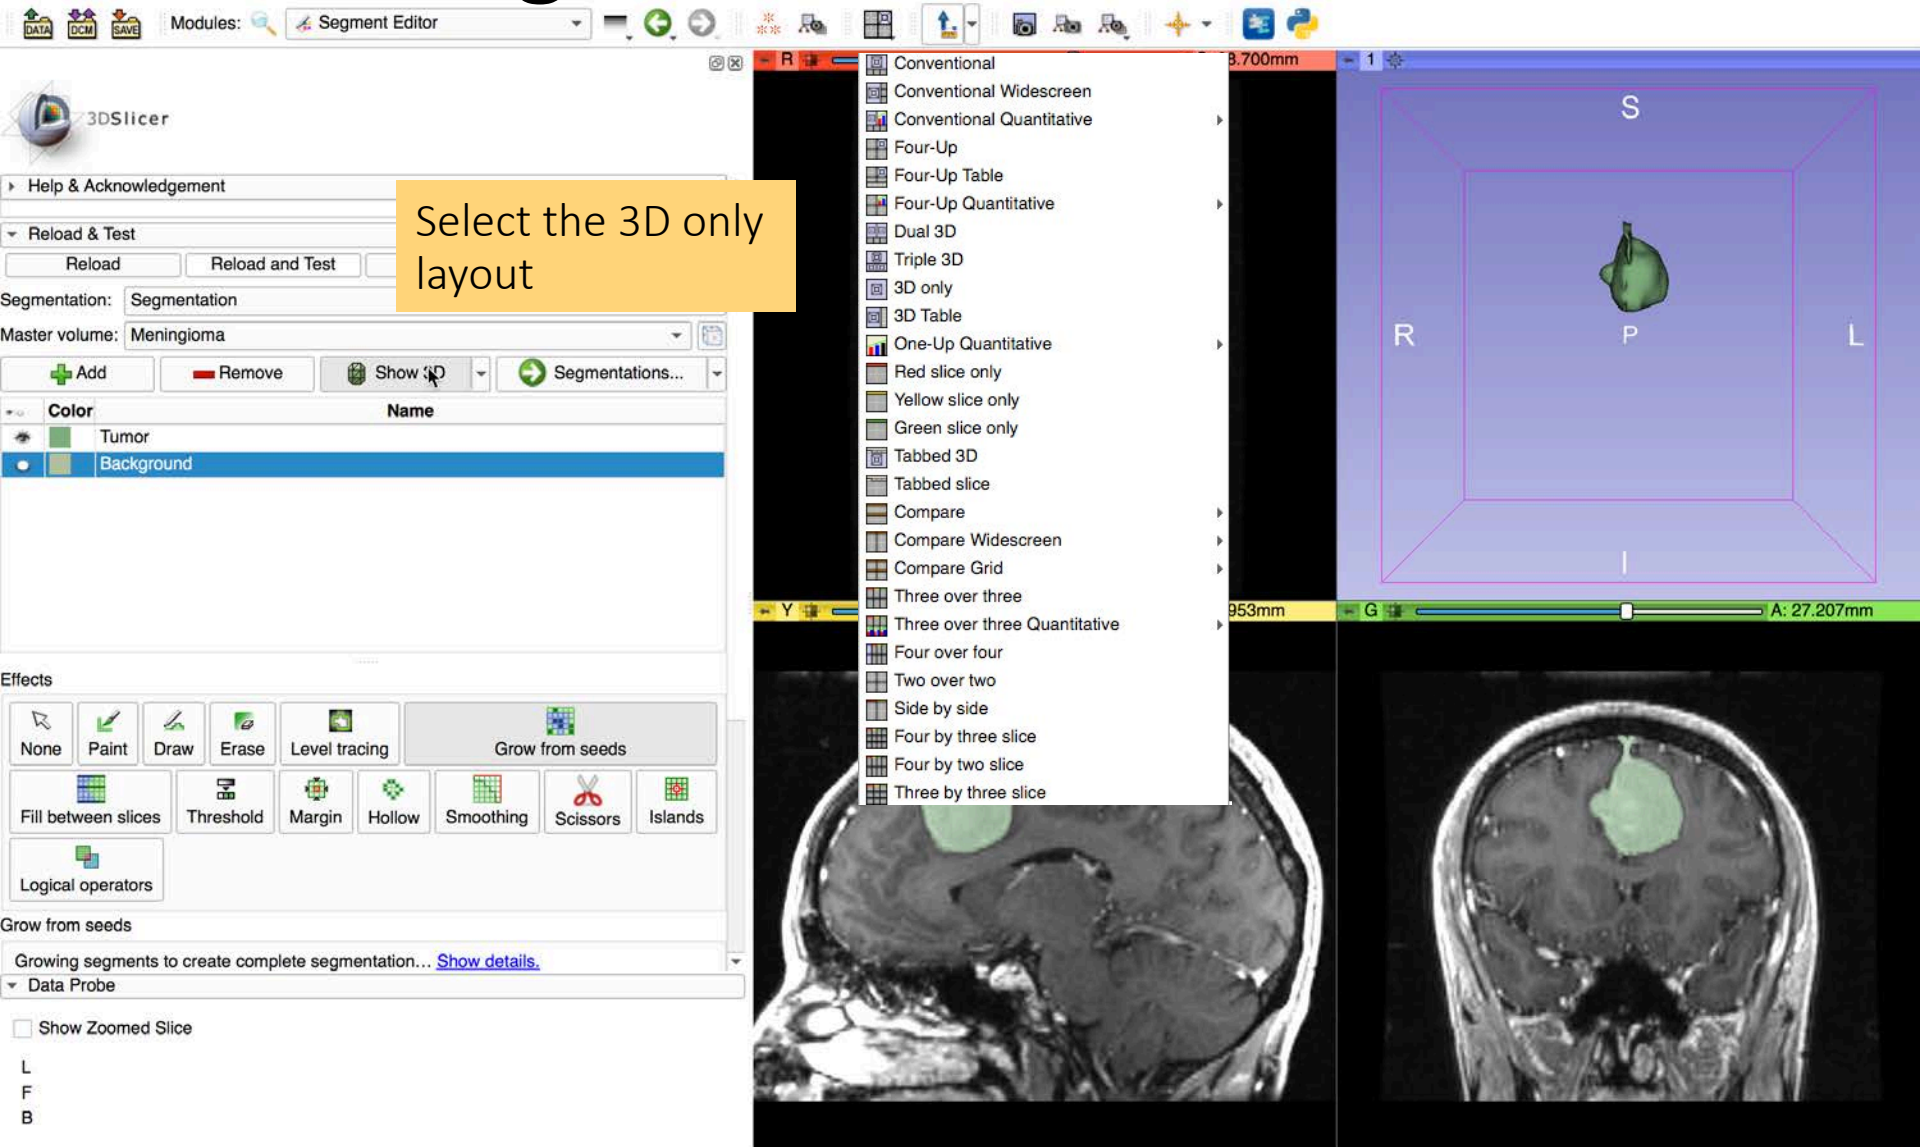 DATA DCM SAVE Modules: Segment Editor
3DSlicer
Help & Acknowledgement
Reload & Test
Reload Reload and Test
Segmentation: Segmentation
Master volume: Meningioma
Add Remove Show 3D Segmentations...
Color Name
Tumor
Background
Select the 3D only
layout
Effects
None Paint Draw Erase Level tracing Grow from seeds
Fill between slices Threshold Margin Hollow Smoothing Scissors Islands
Logical operators
Grow from seeds
Growing segments to create complete segmentation... Show details.
Data Probe
Show Zoomed Slice
L
F
B
R 8.700mm
Conventional
Conventional Widescreen
Conventional Quantitative
Four-Up
Four-Up Table
Four-Up Quantitative
Dual 3D
Triple 3D
3D only
3D Table
One-Up Quantitative
Red slice only
Yellow slice only
Green slice only
Tabbed 3D
Tabbed slice
Compare
Compare Widescreen
Compare Grid
Three over three
Three over three Quantitative
Four over four
Two over two
Side by side
Four by three slice
Four by two slice
Three by three slice
1
S
R P L
I
Y 953mm
G A: 27.207mm